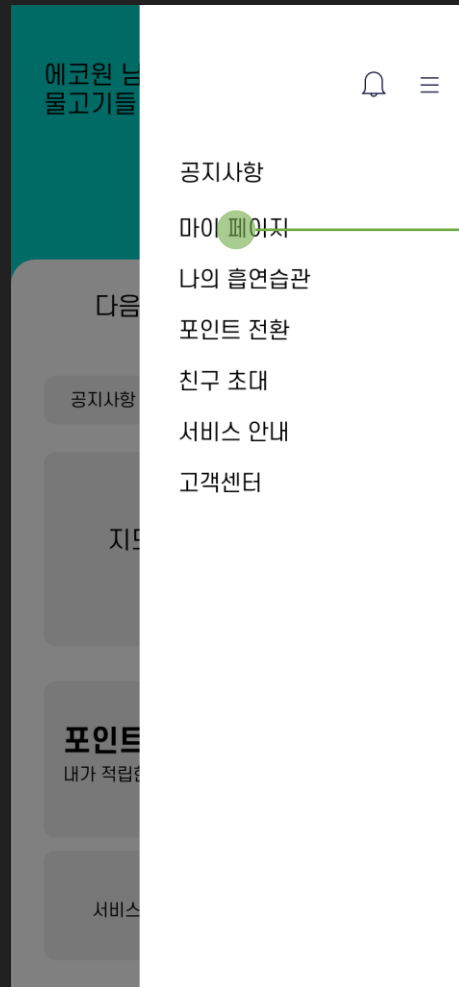 에코원 님
물고기들
공지사항
마이 페이지
나의 흡연습관
포인트 전환
친구 초대
서비스 안내
고객센터
다음
공지사항
포인트
내가 적립한
서비스